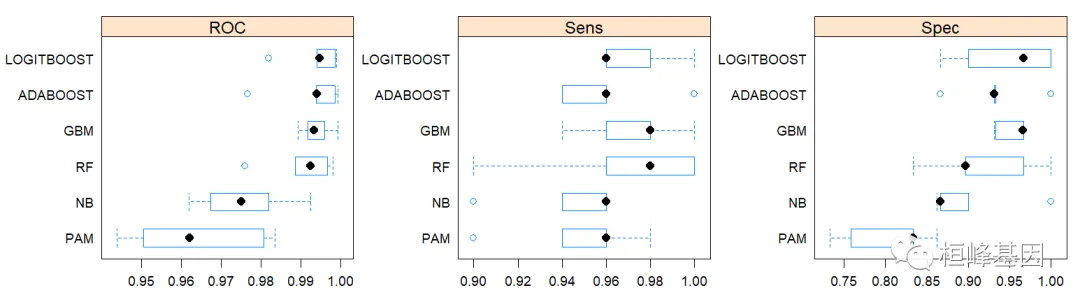 ROC
Sens
Spec
LOGITBOOST
ADABOOST
GBM
RF
NB
PAM
0.95 0.96 0.97 0.98 0.99 1.00
LOGITBOOST
ADABOOST
GBM
RF
NB
PAM
0.90 0.92 0.94 0.96 0.98 1.00
LOGITBOOST
ADABOOST
GBM
RF
NB
PAM
0.75 0.80 0.85 0.90 0.95 1.00
桓峰基因